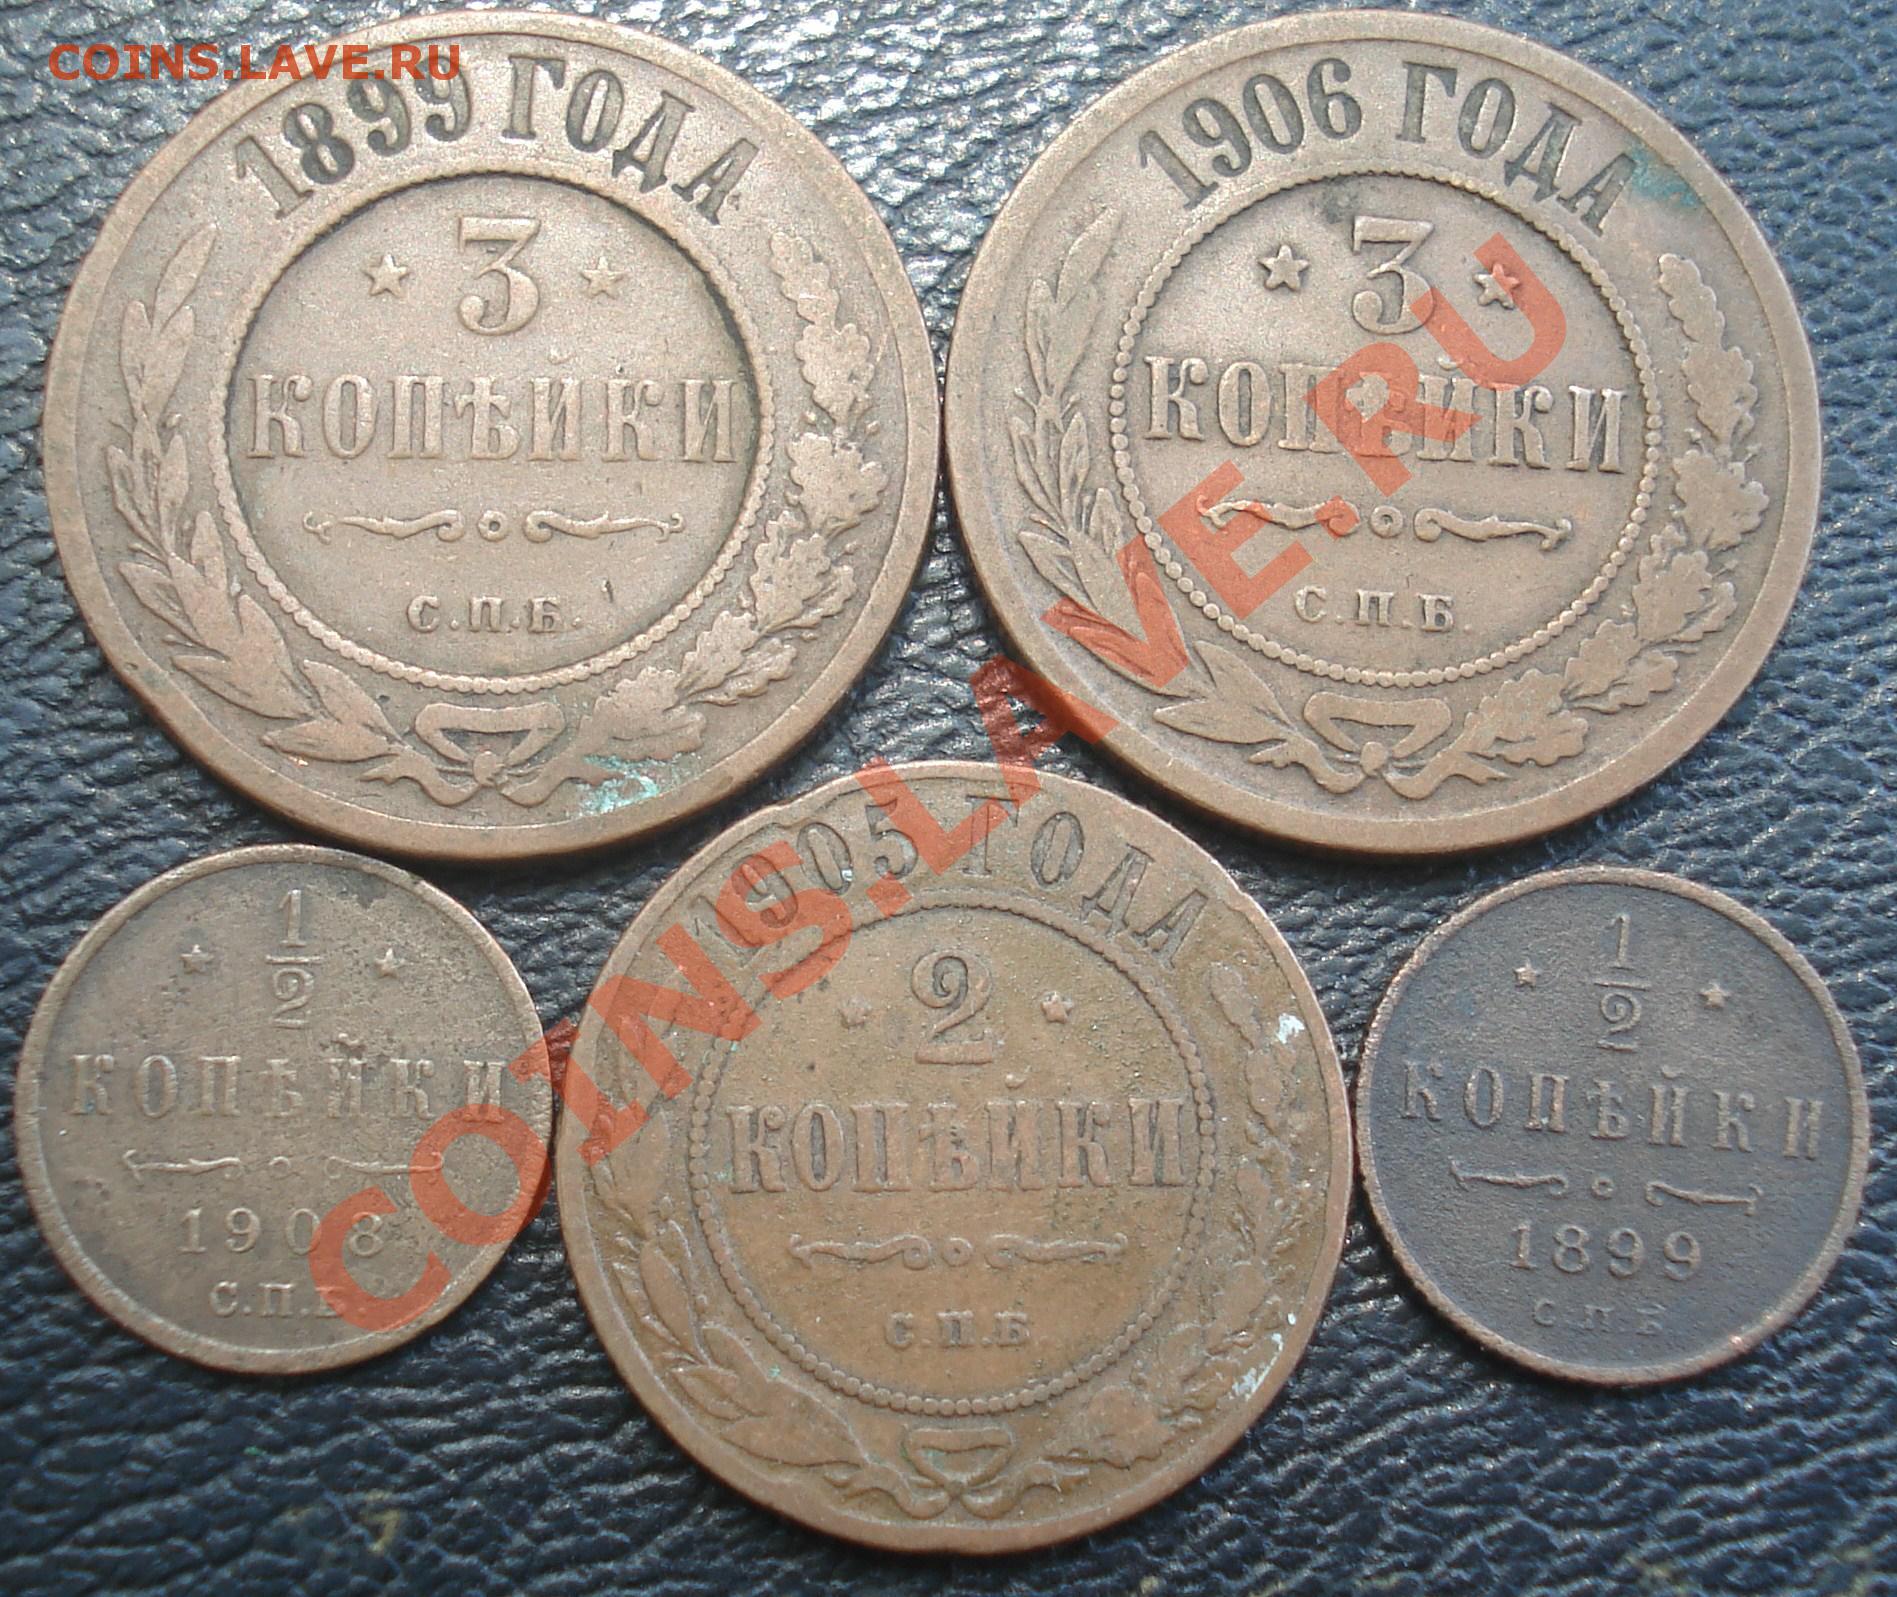 COINS.LAVE.RU
1899 ГОДА
3
КОПѢЙКИ
С.П.Б.
1906 ГОДА
3
КОПѢЙКИ
С.П.Б.
1/2
КОПѢЙКИ
1908
С.П.Б.
1905 ГОДА
2
КОПѢЙКИ
С.П.Б
1/2
КОПѢЙКИ
1899
С.П.Б
COINS.LAVE.RU